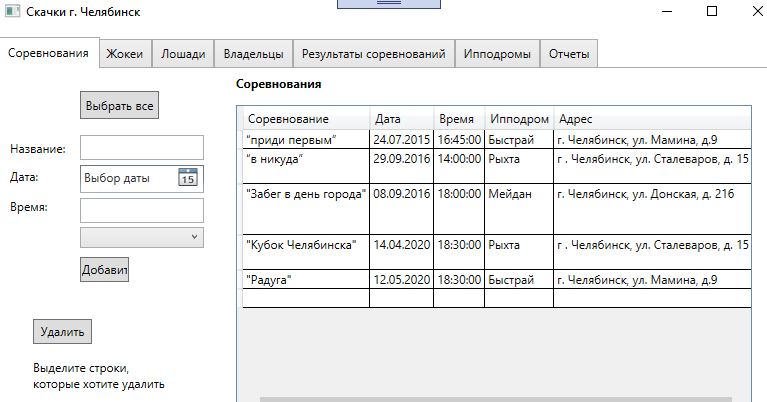 Скачки г. Челябинск
Соревнования Жокеи Лошади Владельцы Результаты соревнований Ипподромы Отчеты
Соревнования
Выбрать все
Название:
Дата: Выбор даты 15
Время:
Добавит
Удалить
Выделите строки,
которые хотите удалить
Соревнование Дата Время Ипподром Адрес
"приди первым" 24.07.2015 16:45:00 Быстрай г. Челябинск, ул. Мамина, д.9
"в никуда" 29.09.2016 14:00:00 Рыхта г . Челябинск, ул. Сталеваров, д. 15
"Забег в день города" 08.09.2016 18:00:00 Мейдан г. Челябинск, ул. Донская, д. 216
"Кубок Челябинска" 14.04.2020 18:30:00 Рыхта г . Челябинск, ул. Сталеваров, д. 15
"Радуга" 12.05.2020 18:30:00 Быстрай г. Челябинск, ул. Мамина, д.9